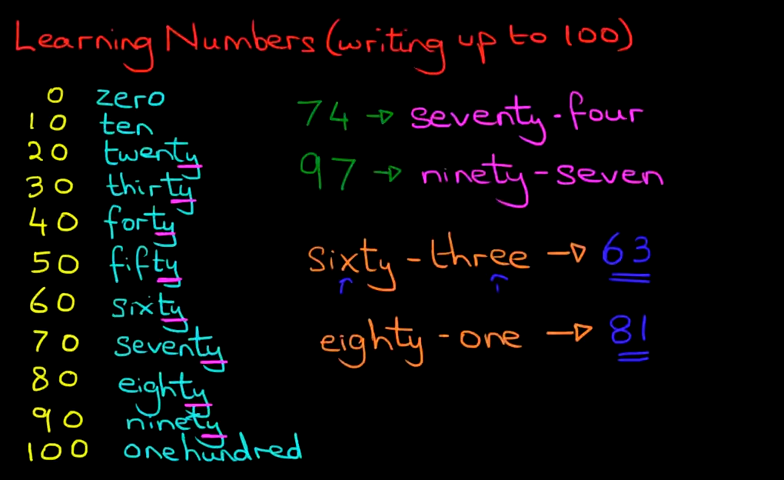 Learning Numbers (writing up to 100)
0 zero
10 ten
20 twenty
30 thirty
40 forty
50 fifty
60 sixty
70 seventy
80 eighty
90 ninety
100 onehundred
74 → seventy-four
97 → ninety-seven
sixty-three → 63
eighty-one → 81